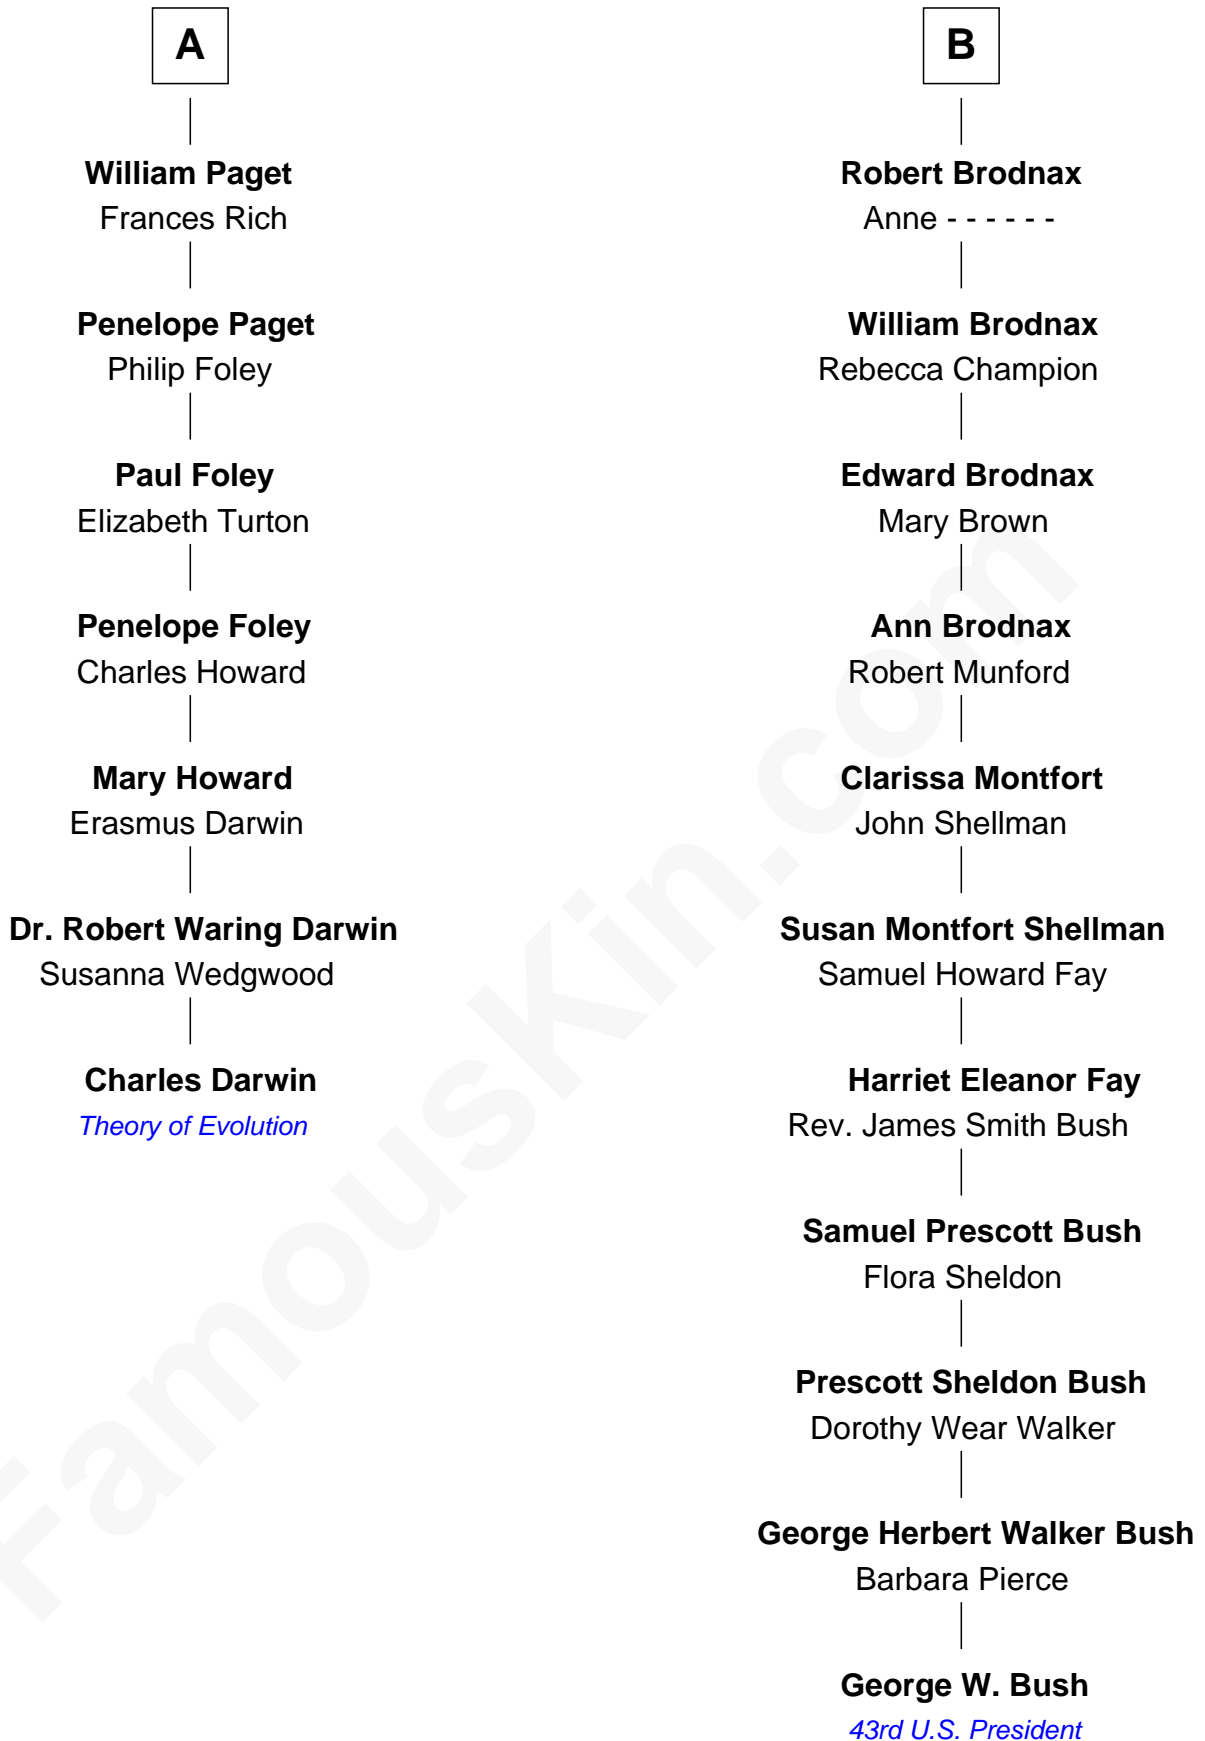 A
William Paget
Frances Rich
Penelope Paget
Philip Foley
Paul Foley
Elizabeth Turton
Penelope Foley
Charles Howard
Mary Howard
Erasmus Darwin
Dr. Robert Waring Darwin
Susanna Wedgwood
Charles Darwin
Theory of Evolution
B
Robert Brodnax
Anne - - - - - -
William Brodnax
Rebecca Champion
Edward Brodnax
Mary Brown
Ann Brodnax
Robert Munford
Clarissa Montfort
John Shellman
Susan Montfort Shellman
Samuel Howard Fay
Harriet Eleanor Fay
Rev. James Smith Bush
Samuel Prescott Bush
Flora Sheldon
Prescott Sheldon Bush
Dorothy Wear Walker
George Herbert Walker Bush
Barbara Pierce
George W. Bush
43rd U.S. President
FamousKin.com